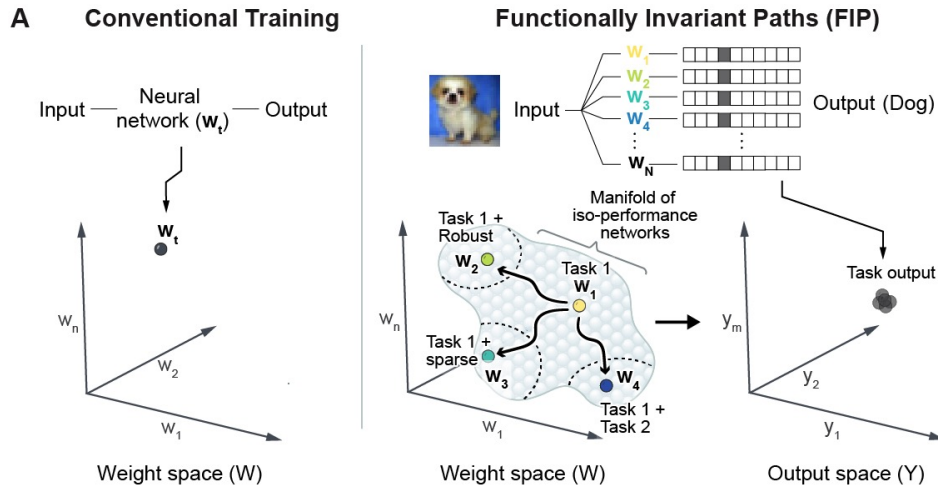 A
Conventional Training
Functionally Invariant Paths (FIP)
Input
Neural
network (Wt)
Output
Wt
wn
w2
w1
Weight space (W)
Input
W1
W2
W3
W4
WN
Output (Dog)
Manifold of
iso-performance
networks
Task 1 +
Robust
W2
Task 1
W1
Task 1 +
sparse
W3
W4
Task 1 +
Task 2
wn
w1
Weight space (W)
Task output
ym
y2
y1
Output space (Y)